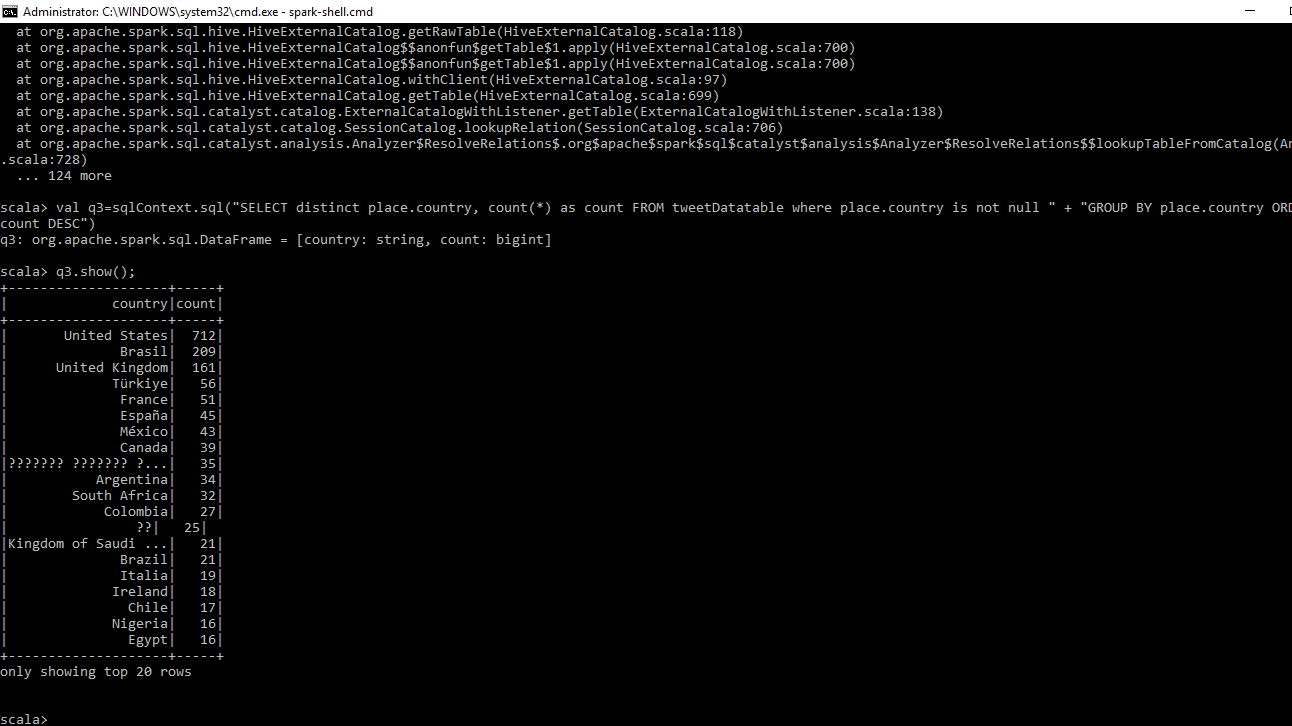 Administrator: C:\WINDOWS\system32\cmd.exe - spark-shell.cmd
at org.apache.spark.sql.hive.HiveExternalCatalog.getRawTable(HiveExternalCatalog.scala:118)
at org.apache.spark.sql.hive.HiveExternalCatalog$$anonfun$getTable$1.apply(HiveExternalCatalog.scala:700)
at org.apache.spark.sql.hive.HiveExternalCatalog$$anonfun$getTable$1.apply(HiveExternalCatalog.scala:700)
at org.apache.spark.sql.hive.HiveExternalCatalog.withClient(HiveExternalCatalog.scala:97)
at org.apache.spark.sql.hive.HiveExternalCatalog.getTable(HiveExternalCatalog.scala:699)
at org.apache.spark.sql.catalyst.catalog.ExternalCatalogWithListener.getTable(ExternalCatalogWithListener.scala:138)
at org.apache.spark.sql.catalyst.catalog.SessionCatalog.lookupRelation(SessionCatalog.scala:706)
at org.apache.spark.sql.catalyst.analysis.Analyzer$ResolveRelations$.org$apache$spark$sql$catalyst$analysis$Analyzer$ResolveRelations$$lookupTableFromCatalog(An
.scala:728)
... 124 more
scala> val q3=sqlContext.sql("SELECT distinct place.country, count(*) as count FROM tweetDatatable where place.country is not null " + "GROUP BY place.country ORD
count DESC")
q3: org.apache.spark.sql.DataFrame = [country: string, count: bigint]
scala> q3.show();
+--------------------+-----+
|             country|count|
+--------------------+-----+
|       United States|  712|
|              Brasil|  209|
|      United Kingdom|  161|
|             Türkiye|   56|
|              France|   51|
|              España|   45|
|              México|   43|
|              Canada|   39|
|??????? ??????? ?...|   35|
|           Argentina|   34|
|        South Africa|   32|
|            Colombia|   27|
|                ??|   25|
|Kingdom of Saudi ...|   21|
|              Brazil|   21|
|              Italia|   19|
|             Ireland|   18|
|               Chile|   17|
|             Nigeria|   16|
|               Egypt|   16|
+--------------------+-----+
only showing top 20 rows
scala>